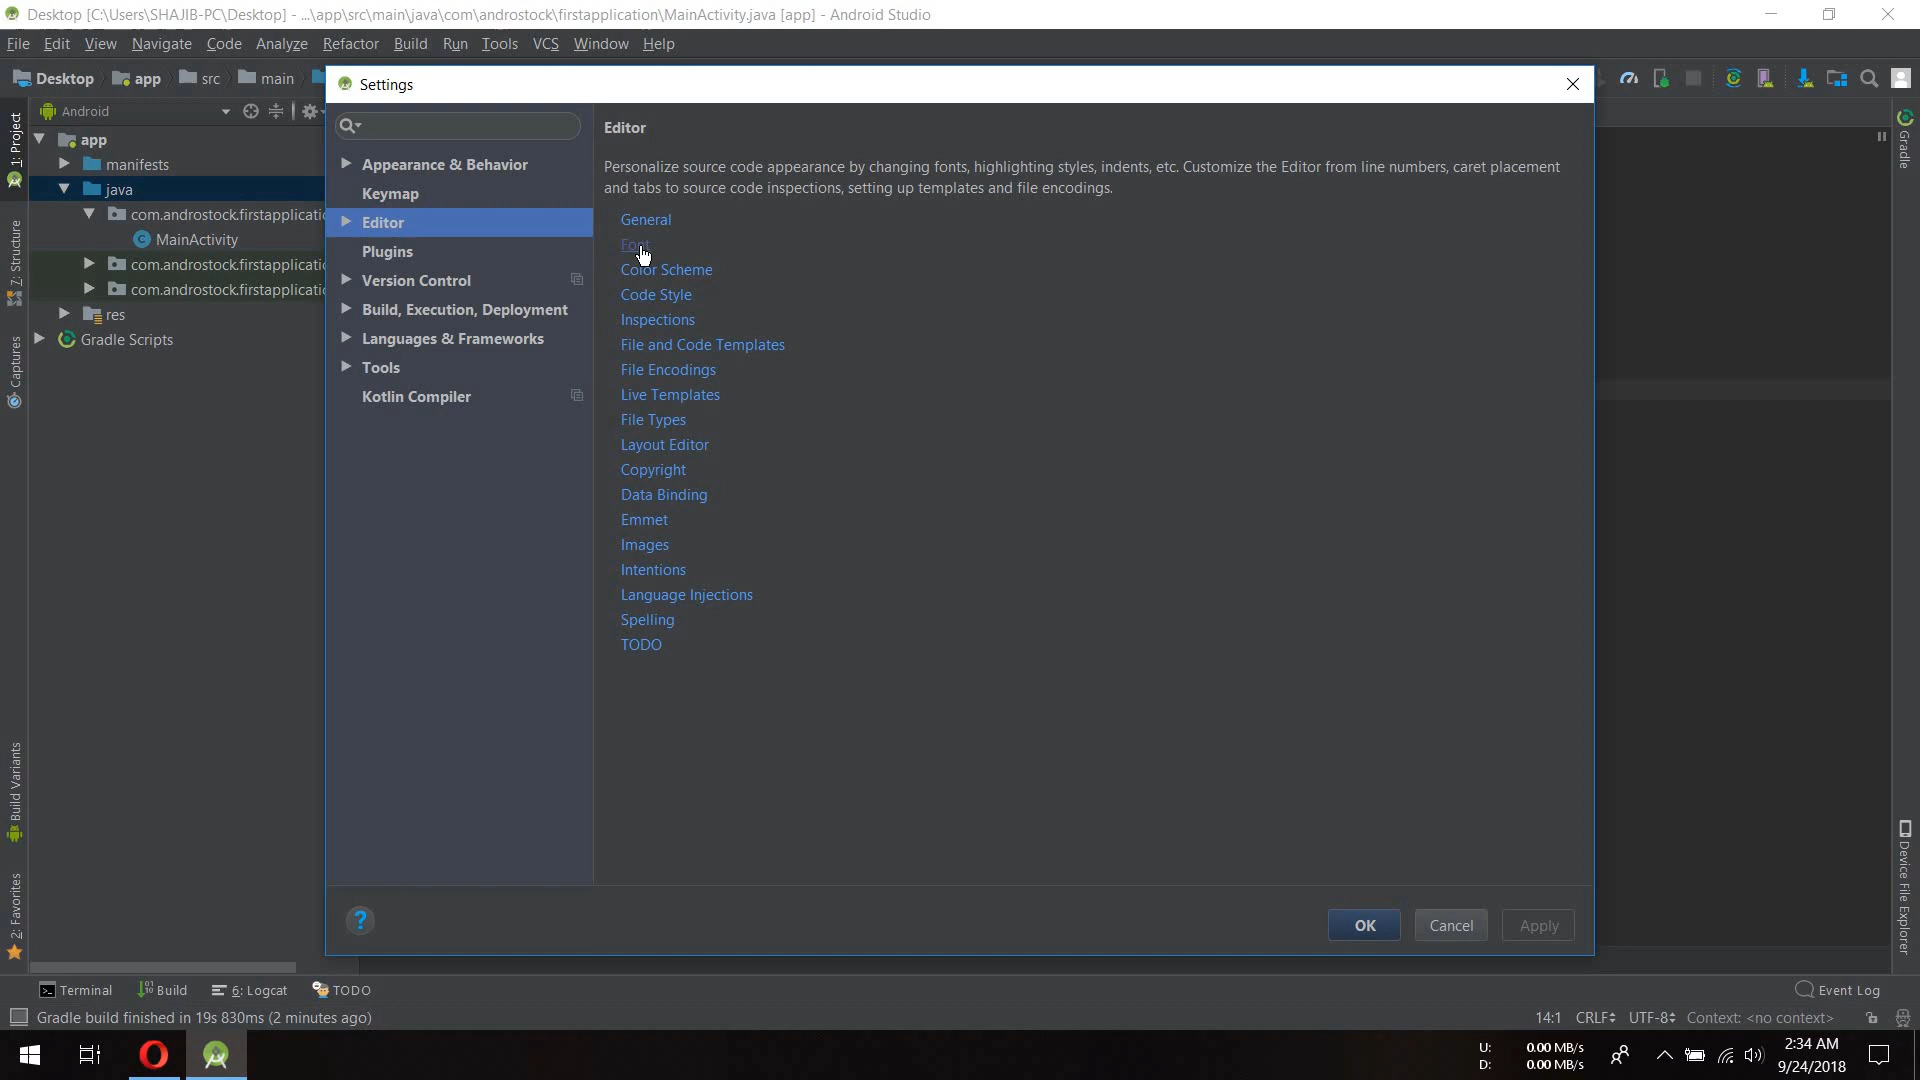 Desktop [C:\Users\SHAJIB-PC\Desktop] - ...\app\src\main\java\com\androstock\firstapplication\MainActivity.java [app] - Android Studio
File Edit View Navigate Code Analyze Refactor Build Run Tools VCS Window Help
Desktop app src main
Settings
Android
1: Project
7: Structure
Captures
Build Variants
2: Favorites
app
manifests
java
com.androstock.firstapplicatio
MainActivity
com.androstock.firstapplicatio
com.androstock.firstapplicatio
res
Gradle Scripts
Appearance & Behavior
Keymap
Editor
Plugins
Version Control
Build, Execution, Deployment
Languages & Frameworks
Tools
Kotlin Compiler
Editor
Personalize source code appearance by changing fonts, highlighting styles, indents, etc. Customize the Editor from line numbers, caret placement
and tabs to source code inspections, setting up templates and file encodings.
General
Font
Color Scheme
Code Style
Inspections
File and Code Templates
File Encodings
Live Templates
File Types
Layout Editor
Copyright
Data Binding
Emmet
Images
Intentions
Language Injections
Spelling
TODO
?
OK Cancel Apply
Gradle
Device File Explorer
Terminal Build 6: Logcat TODO Event Log
Gradle build finished in 19s 830ms (2 minutes ago) 14:1 CRLF UTF-8 Context: <no context>
U: 0.00 MB/s
D: 0.00 MB/s
2:34 AM
9/24/2018